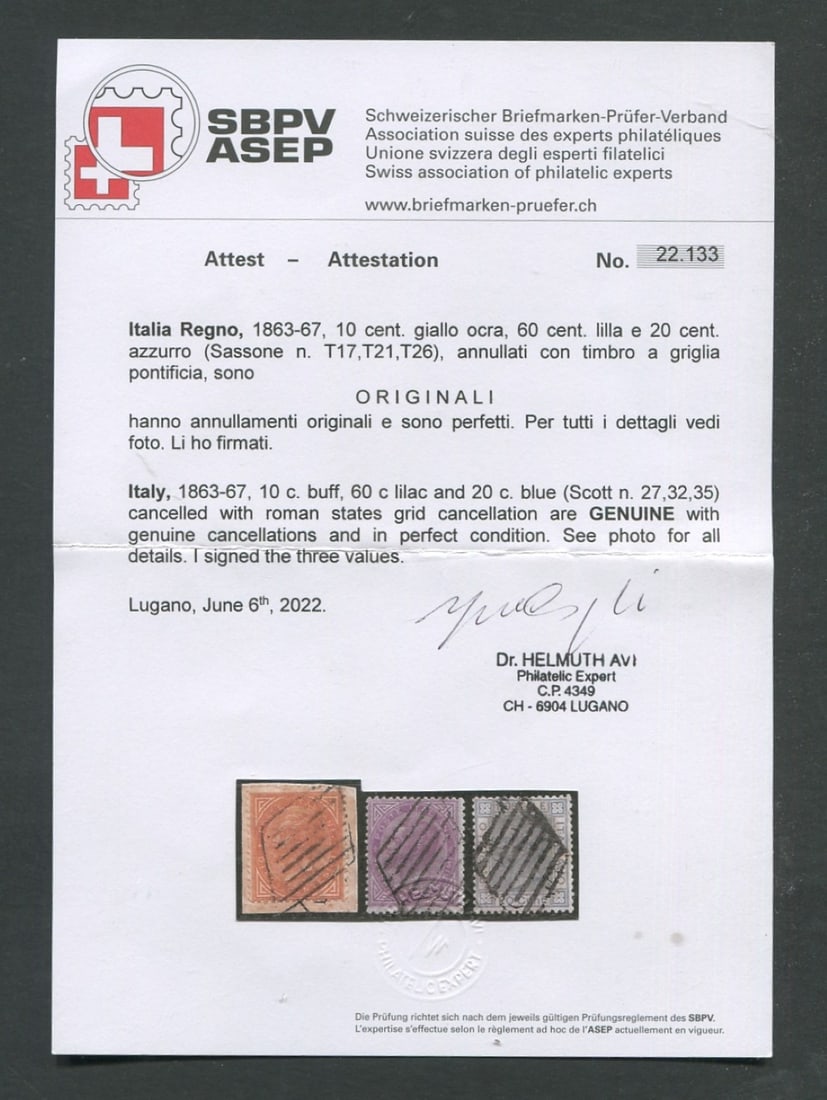 SBPV
ASEP
Schweizerischer Briefmarken-Prüfer-Verband
Association suisse des experts philatéliques
Unione svizzera degli esperti filatelici
Swiss association of philatelic experts
www.briefmarken-pruefer.ch
Attest – Attestation No. 22.133
Italia Regno, 1863-67, 10 cent. giallo ocra, 60 cent. lilla e 20 cent.
azzurro (Sassone n. T17,T21,T26), annullati con timbro a griglia
pontificia, sono
ORIGINALI
hanno annullamenti originali e sono perfetti. Per tutti i dettagli vedi
foto. Li ho firmati.
Italy, 1863-67, 10 c. buff, 60 c lilac and 20 c. blue (Scott n. 27,32,35)
cancelled with roman states grid cancellation are GENUINE with
genuine cancellations and in perfect condition. See photo for all
details. I signed the three values.
Lugano, June 6th, 2022.
Dr. HELMUTH AVI
Philatelic Expert
C.P. 4349
CH - 6904 LUGANO
PHILATELIC EXPERT
Die Prüfung richtet sich nach dem jeweils gültigen Prüfungsreglement des SBPV.
L'expertise s'effectue selon le règlement ad hoc de l'ASEP actuellement en vigueur.